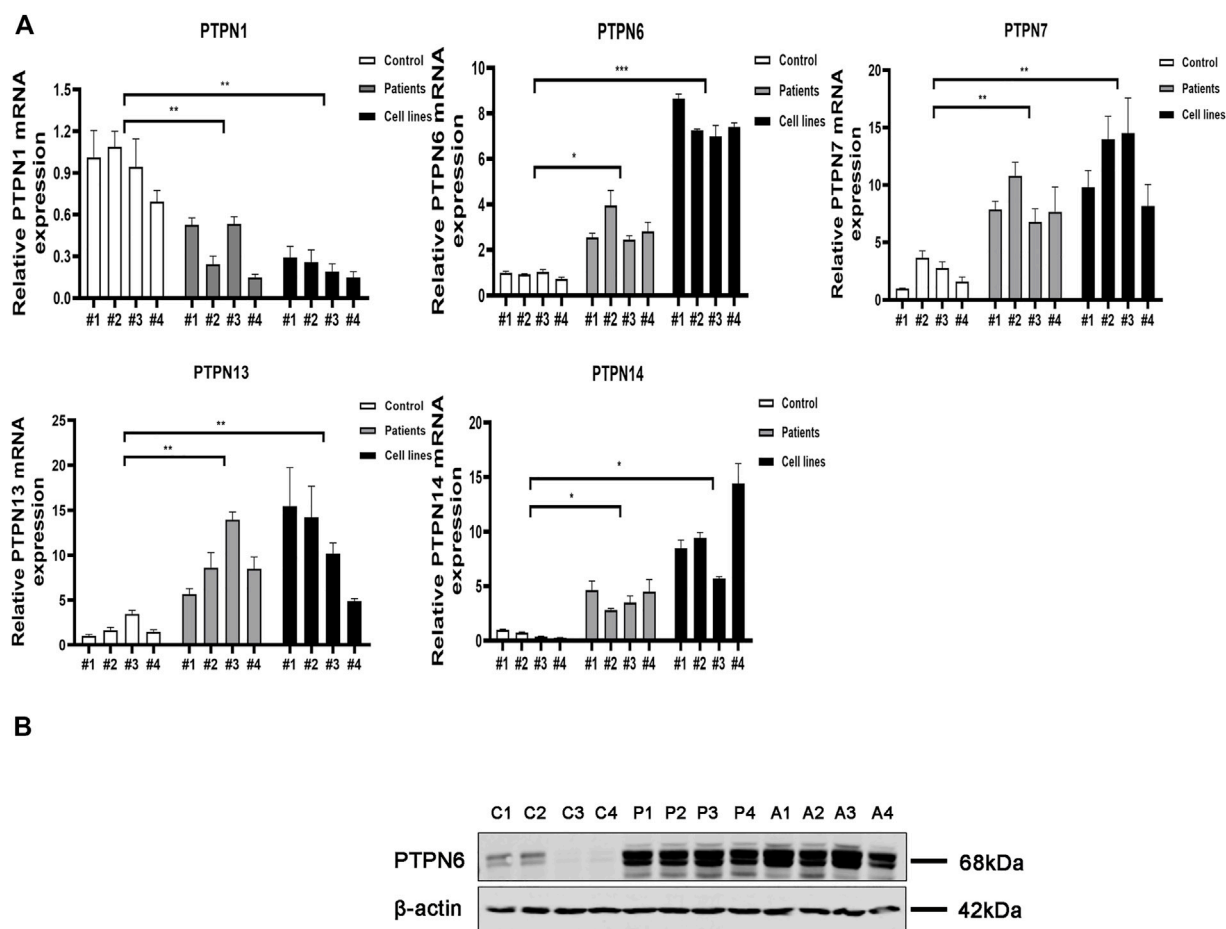 A
PTPN1
Relative PTPN1 mRNA
expression
1.5
1.2
0.9
0.6
0.3
0.0
**
**
Control
Patients
Cell lines
#1 #2 #3 #4 #1 #2 #3 #4 #1 #2 #3 #4
PTPN6
Relative PTPN6 mRNA
expression
10
8
6
4
2
0
***
*
Control
Patients
Cell lines
#1 #2 #3 #4 #1 #2 #3 #4 #1 #2 #3 #4
PTPN7
Relative PTPN7 mRNA
expression
20
15
10
5
0
**
**
Control
Patients
Cell lines
#1 #2 #3 #4 #1 #2 #3 #4 #1 #2 #3 #4
PTPN13
Relative PTPN13 mRNA
expression
25
20
15
10
5
0
**
**
Control
Patients
Cell lines
#1 #2 #3 #4 #1 #2 #3 #4 #1 #2 #3 #4
PTPN14
Relative PTPN14 mRNA
expression
20
15
10
5
0
*
*
Control
Patients
Cell lines
#1 #2 #3 #4 #1 #2 #3 #4 #1 #2 #3 #4
B
C1 C2 C3 C4 P1 P2 P3 P4 A1 A2 A3 A4
PTPN6 68kDa
β-actin 42kDa